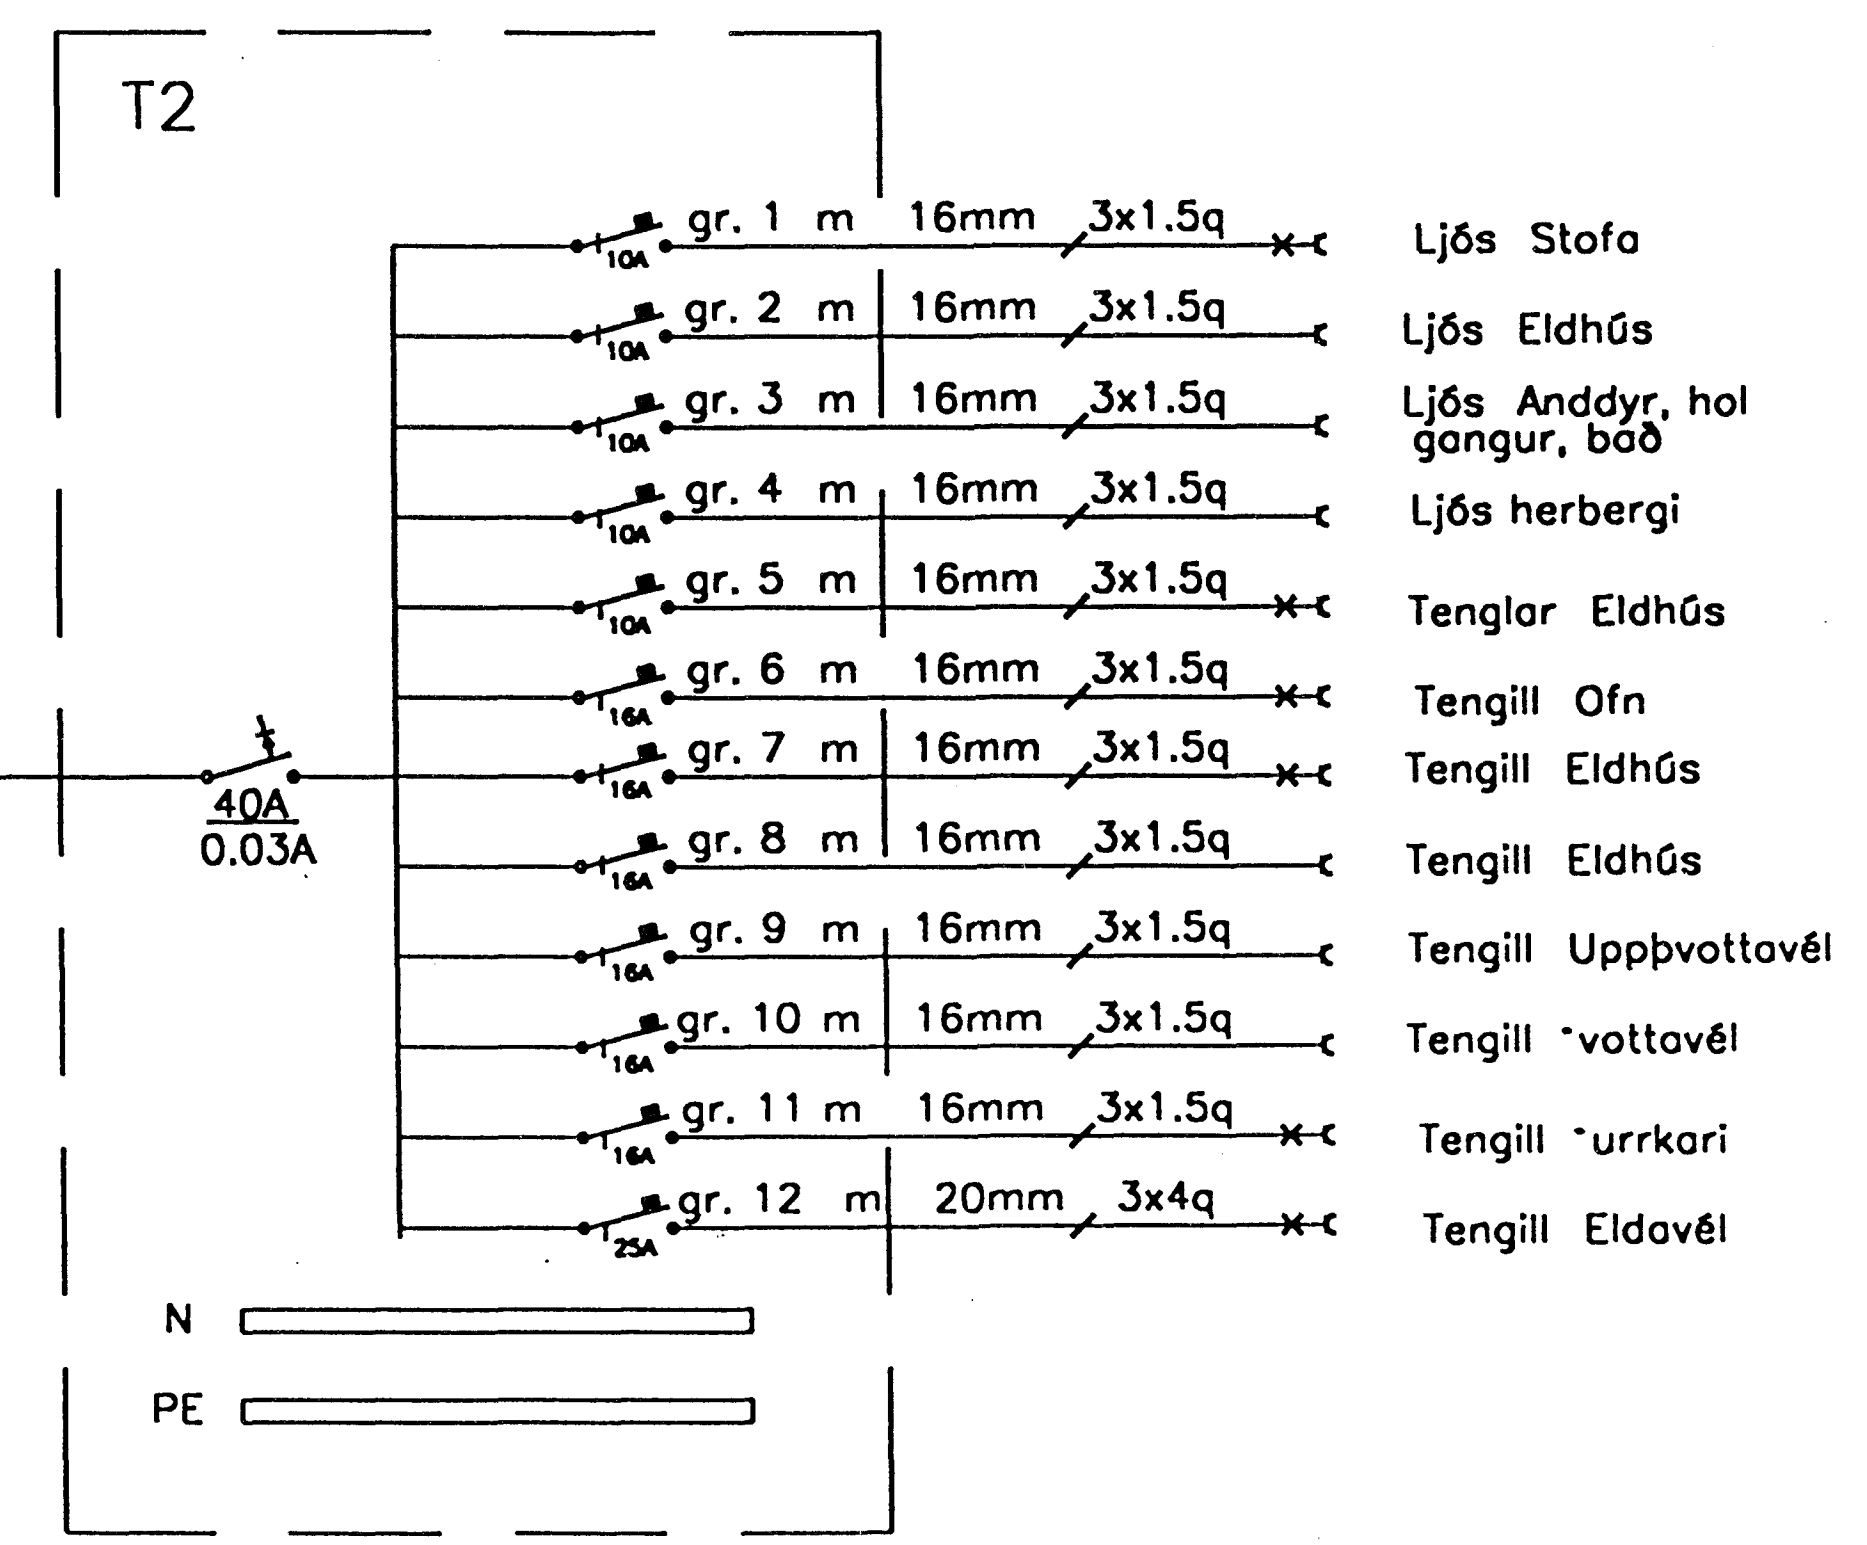 T2
gr. 1 m 16mm 3x1.5q Ljós Stofa
10A
gr. 2 m 16mm 3x1.5q Ljós Eldhús
10A
gr. 3 m 16mm 3x1.5q Ljós Anddyr, hol
gangur, bað
10A
gr. 4 m 16mm 3x1.5q Ljós herbergi
10A
gr. 5 m 16mm 3x1.5q Tenglar Eldhús
10A
gr. 6 m 16mm 3x1.5q Tengill Ofn
16A
gr. 7 m 16mm 3x1.5q Tengill Eldhús
16A
40A
0.03A
gr. 8 m 16mm 3x1.5q Tengill Eldhús
16A
gr. 9 m 16mm 3x1.5q Tengill Uppþvottavél
16A
gr. 10 m 16mm 3x1.5q Tengill -vottavél
16A
gr. 11 m 16mm 3x1.5q Tengill -urrkari
16A
gr. 12 m 20mm 3x4q Tengill Eldavél
25A
N
PE